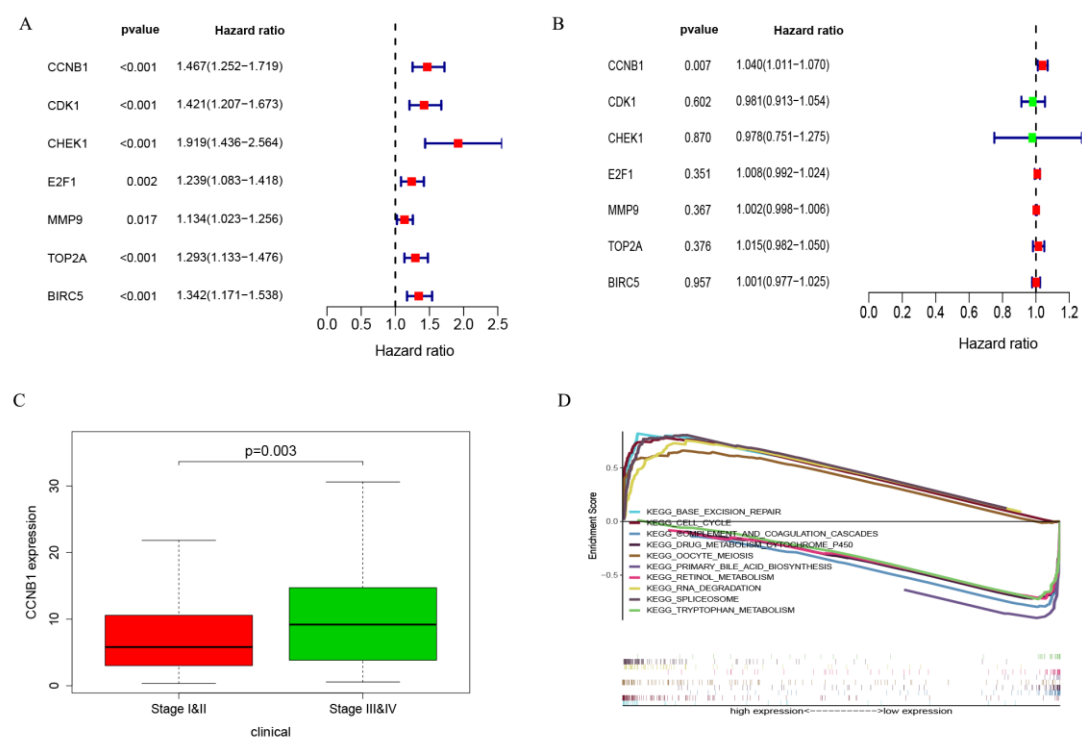 A
pvalue Hazard ratio
CCNB1 <0.001 1.467(1.252−1.719)
CDK1 <0.001 1.421(1.207−1.673)
CHEK1 <0.001 1.919(1.436−2.564)
E2F1 0.002 1.239(1.083−1.418)
MMP9 0.017 1.134(1.023−1.256)
TOP2A <0.001 1.293(1.133−1.476)
BIRC5 <0.001 1.342(1.171−1.538)
0.0 0.5 1.0 1.5 2.0 2.5
Hazard ratio
B
pvalue Hazard ratio
CCNB1 0.007 1.040(1.011−1.070)
CDK1 0.602 0.981(0.913−1.054)
CHEK1 0.870 0.978(0.751−1.275)
E2F1 0.351 1.008(0.992−1.024)
MMP9 0.367 1.002(0.998−1.006)
TOP2A 0.376 1.015(0.982−1.050)
BIRC5 0.957 1.001(0.977−1.025)
0.0 0.2 0.4 0.6 0.8 1.0 1.2
Hazard ratio
C
p=0.003
CCNB1 expression
30
20
10
0
Stage I&II Stage III&IV
clinical
D
Enrichment Score
0.5
0.0
−0.5
KEGG_BASE_EXCISION_REPAIR
KEGG_CELL_CYCLE
KEGG_COMPLEMENT_AND_COAGULATION_CASCADES
KEGG_DRUG_METABOLISM_CYTOCHROME_P450
KEGG_OOCYTE_MEIOSIS
KEGG_PRIMARY_BILE_ACID_BIOSYNTHESIS
KEGG_RETINOL_METABOLISM
KEGG_RNA_DEGRADATION
KEGG_SPLICEOSOME
KEGG_TRYPTOPHAN_METABOLISM
high expression<----------->low expression